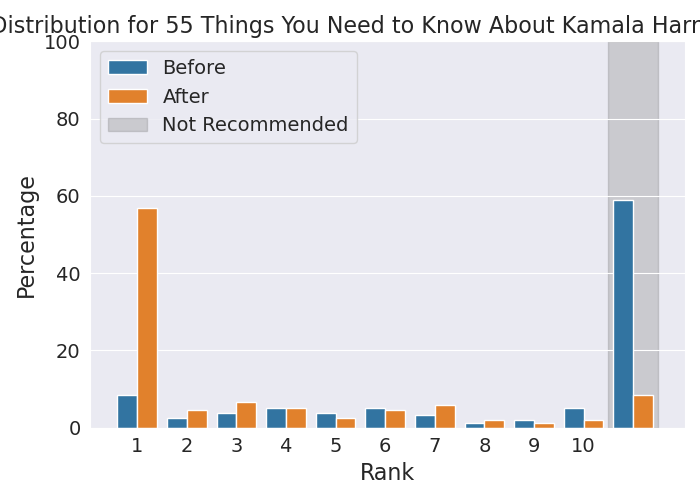 Distribution for 55 Things You Need to Know About Kamala Harr
100
80
60
40
20
0
Percentage
Before
After
Not Recommended
1 2 3 4 5 6 7 8 9 10
Rank